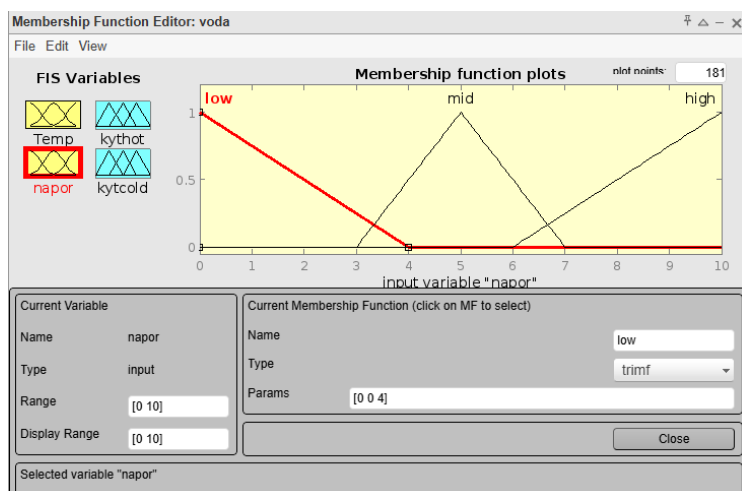 Membership Function Editor: voda
File Edit View
FIS Variables
Membership function plots
plot points:
181
Temp
kythot
napor
kytcold
low
mid
high
1
0.5
0
0 1 2 3 4 5 6 7 8 9 10
input variable "napor"
Current Variable
Name napor
Type input
Range [0 10]
Display Range [0 10]
Current Membership Function (click on MF to select)
Name low
Type trimf
Params [0 0 4]
Close
Selected variable "napor"